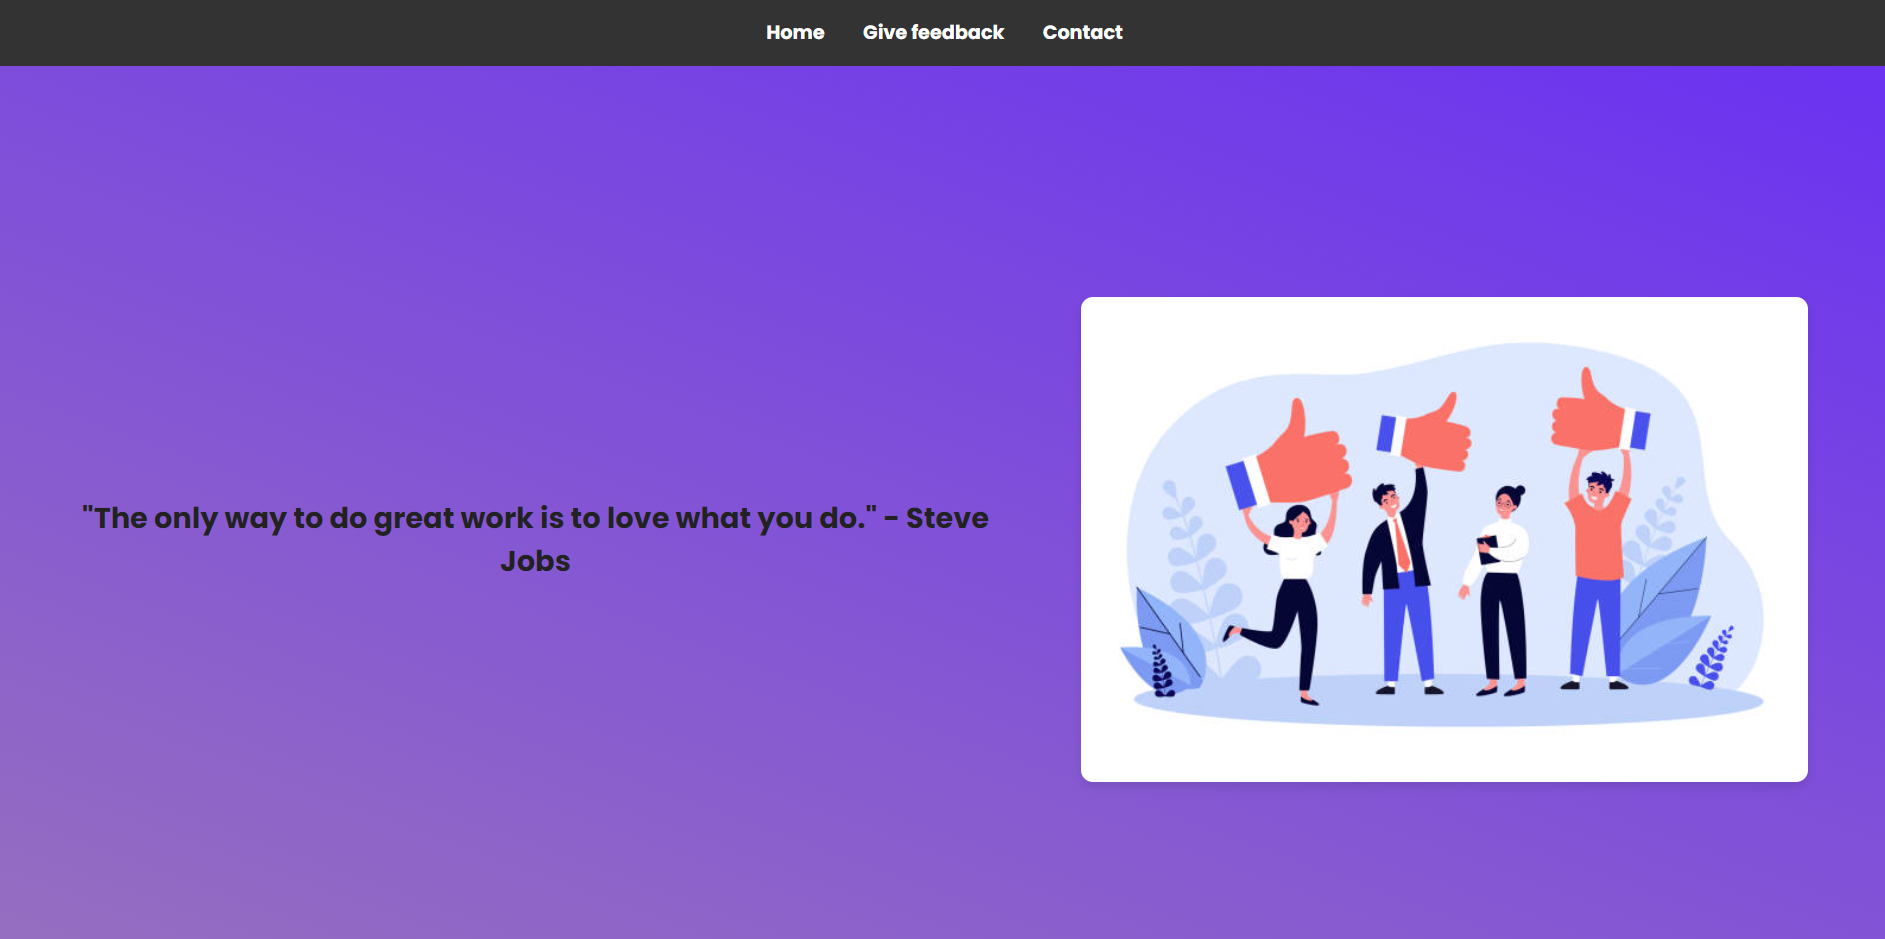 Home Give feedback Contact
"The only way to do great work is to love what you do." - Steve
Jobs